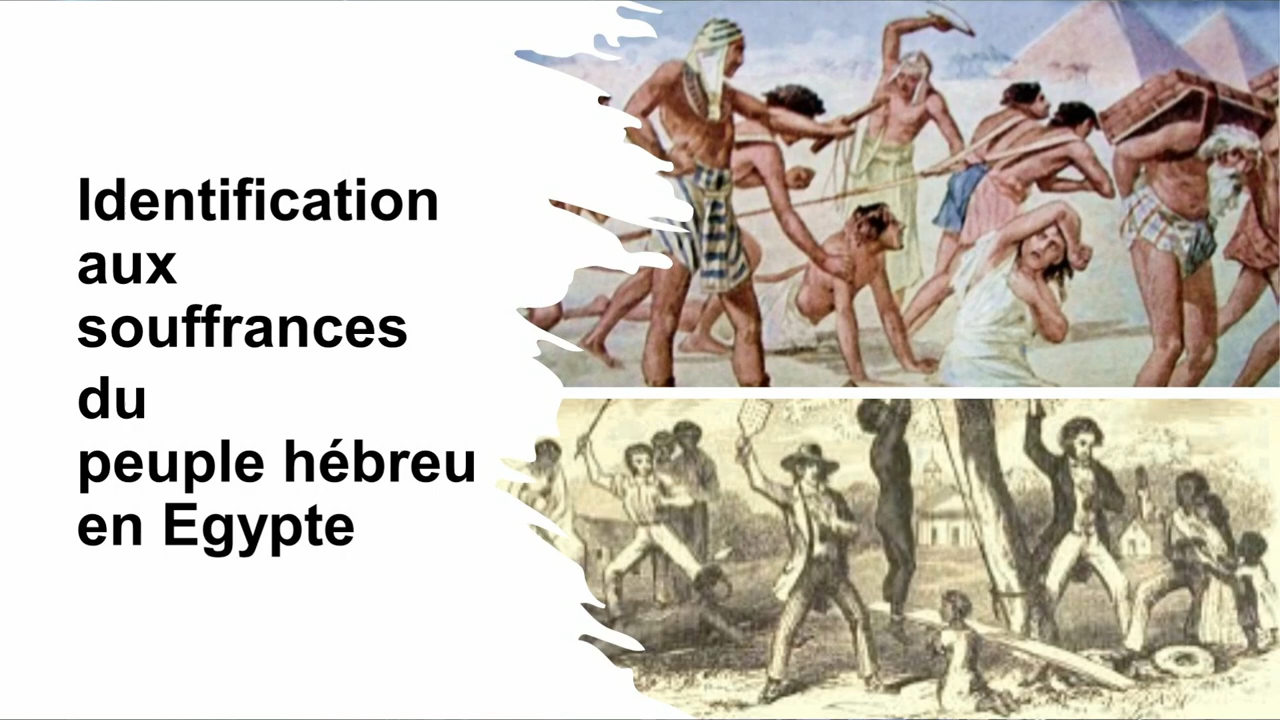 Identification
aux
souffrances
du
peuple hébreu
en Egypte